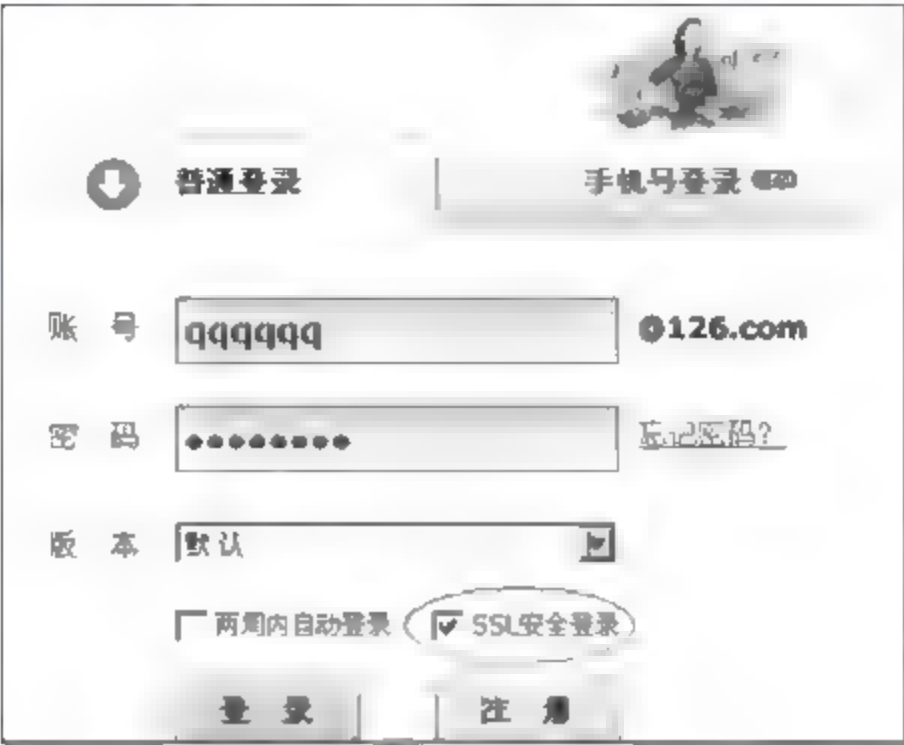 普通登录 手机号登录
账 号 qqqqqq @126.com
密 码 ●●●●●●●● 忘记密码?
版 本 默认
两周内自动登录 SSL安全登录
登 录 注 册